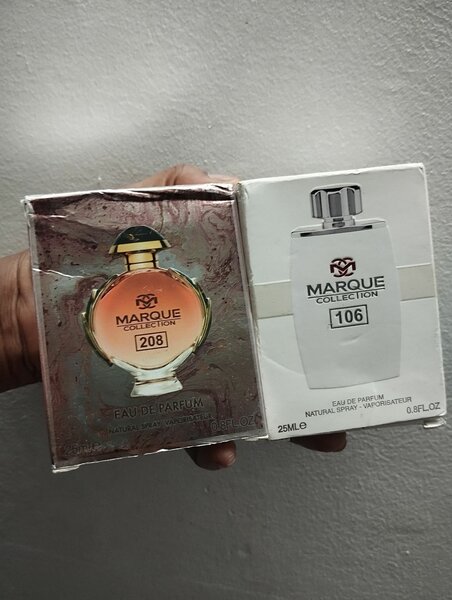 MARQUE
COLLECTION
208
EAU DE PARFUM
NATURAL SPRAY - VAPORISATEUR
0.8FL.OZ
MARQUE
COLLECTION
106
EAU DE PARFUM
NATURAL SPRAY - VAPORISATEUR
25MLe 0.8FL.OZ